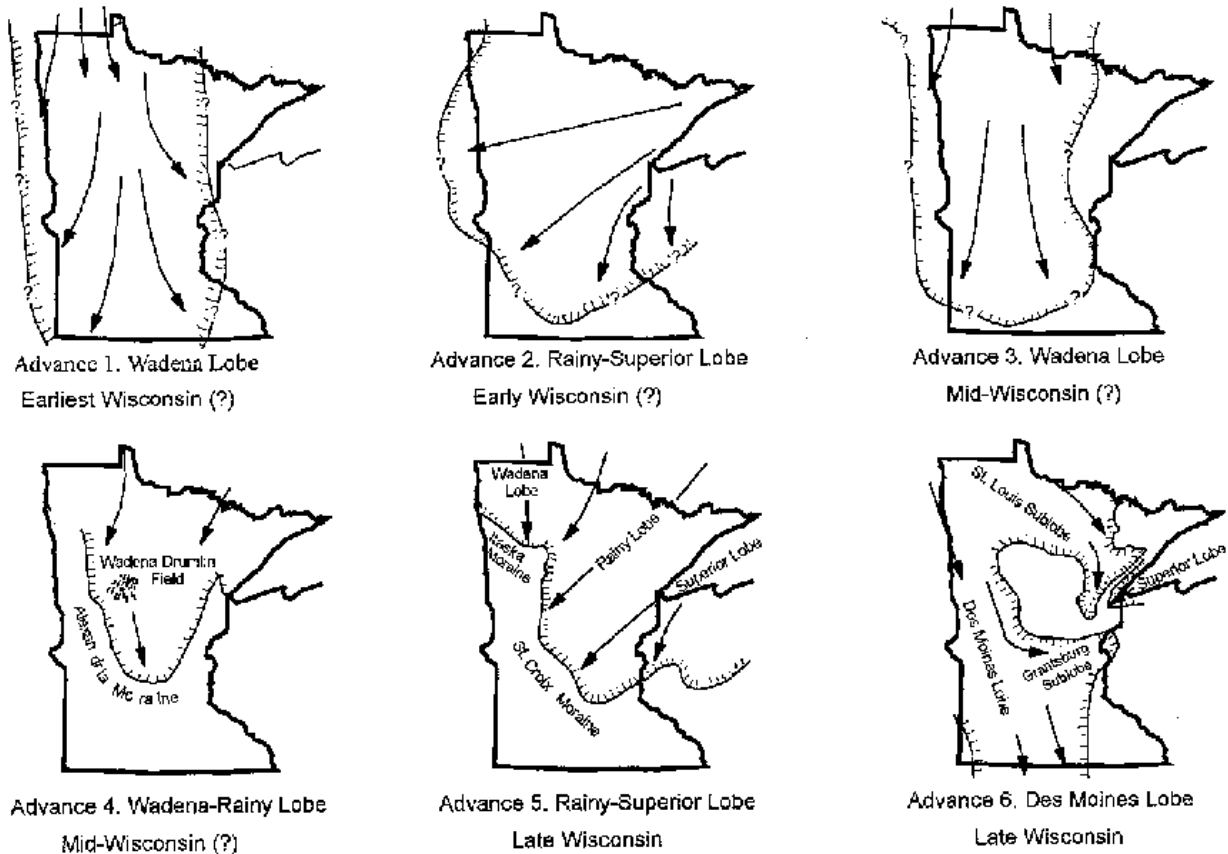 Advance 1. Wadena Lobe
Earliest Wisconsin (?)
Advance 2. Rainy-Superior Lobe
Early Wisconsin (?)
Advance 3. Wadena Lobe
Mid-Wisconsin (?)
Wadena Drumlin
Field
Alexandria Moraine
Advance 4. Wadena-Rainy Lobe
Mid-Wisconsin (?)
Wadena
Lobe
Itaska
Moraine
Rainy Lobe
Superior Lobe
St. Croix
Moraine
Advance 5. Rainy-Superior Lobe
Late Wisconsin
St. Louis Sublobe
Superior Lobe
Des Moines Lobe
Grantsburg
Sublobe
Advance 6. Des Moines Lobe
Late Wisconsin